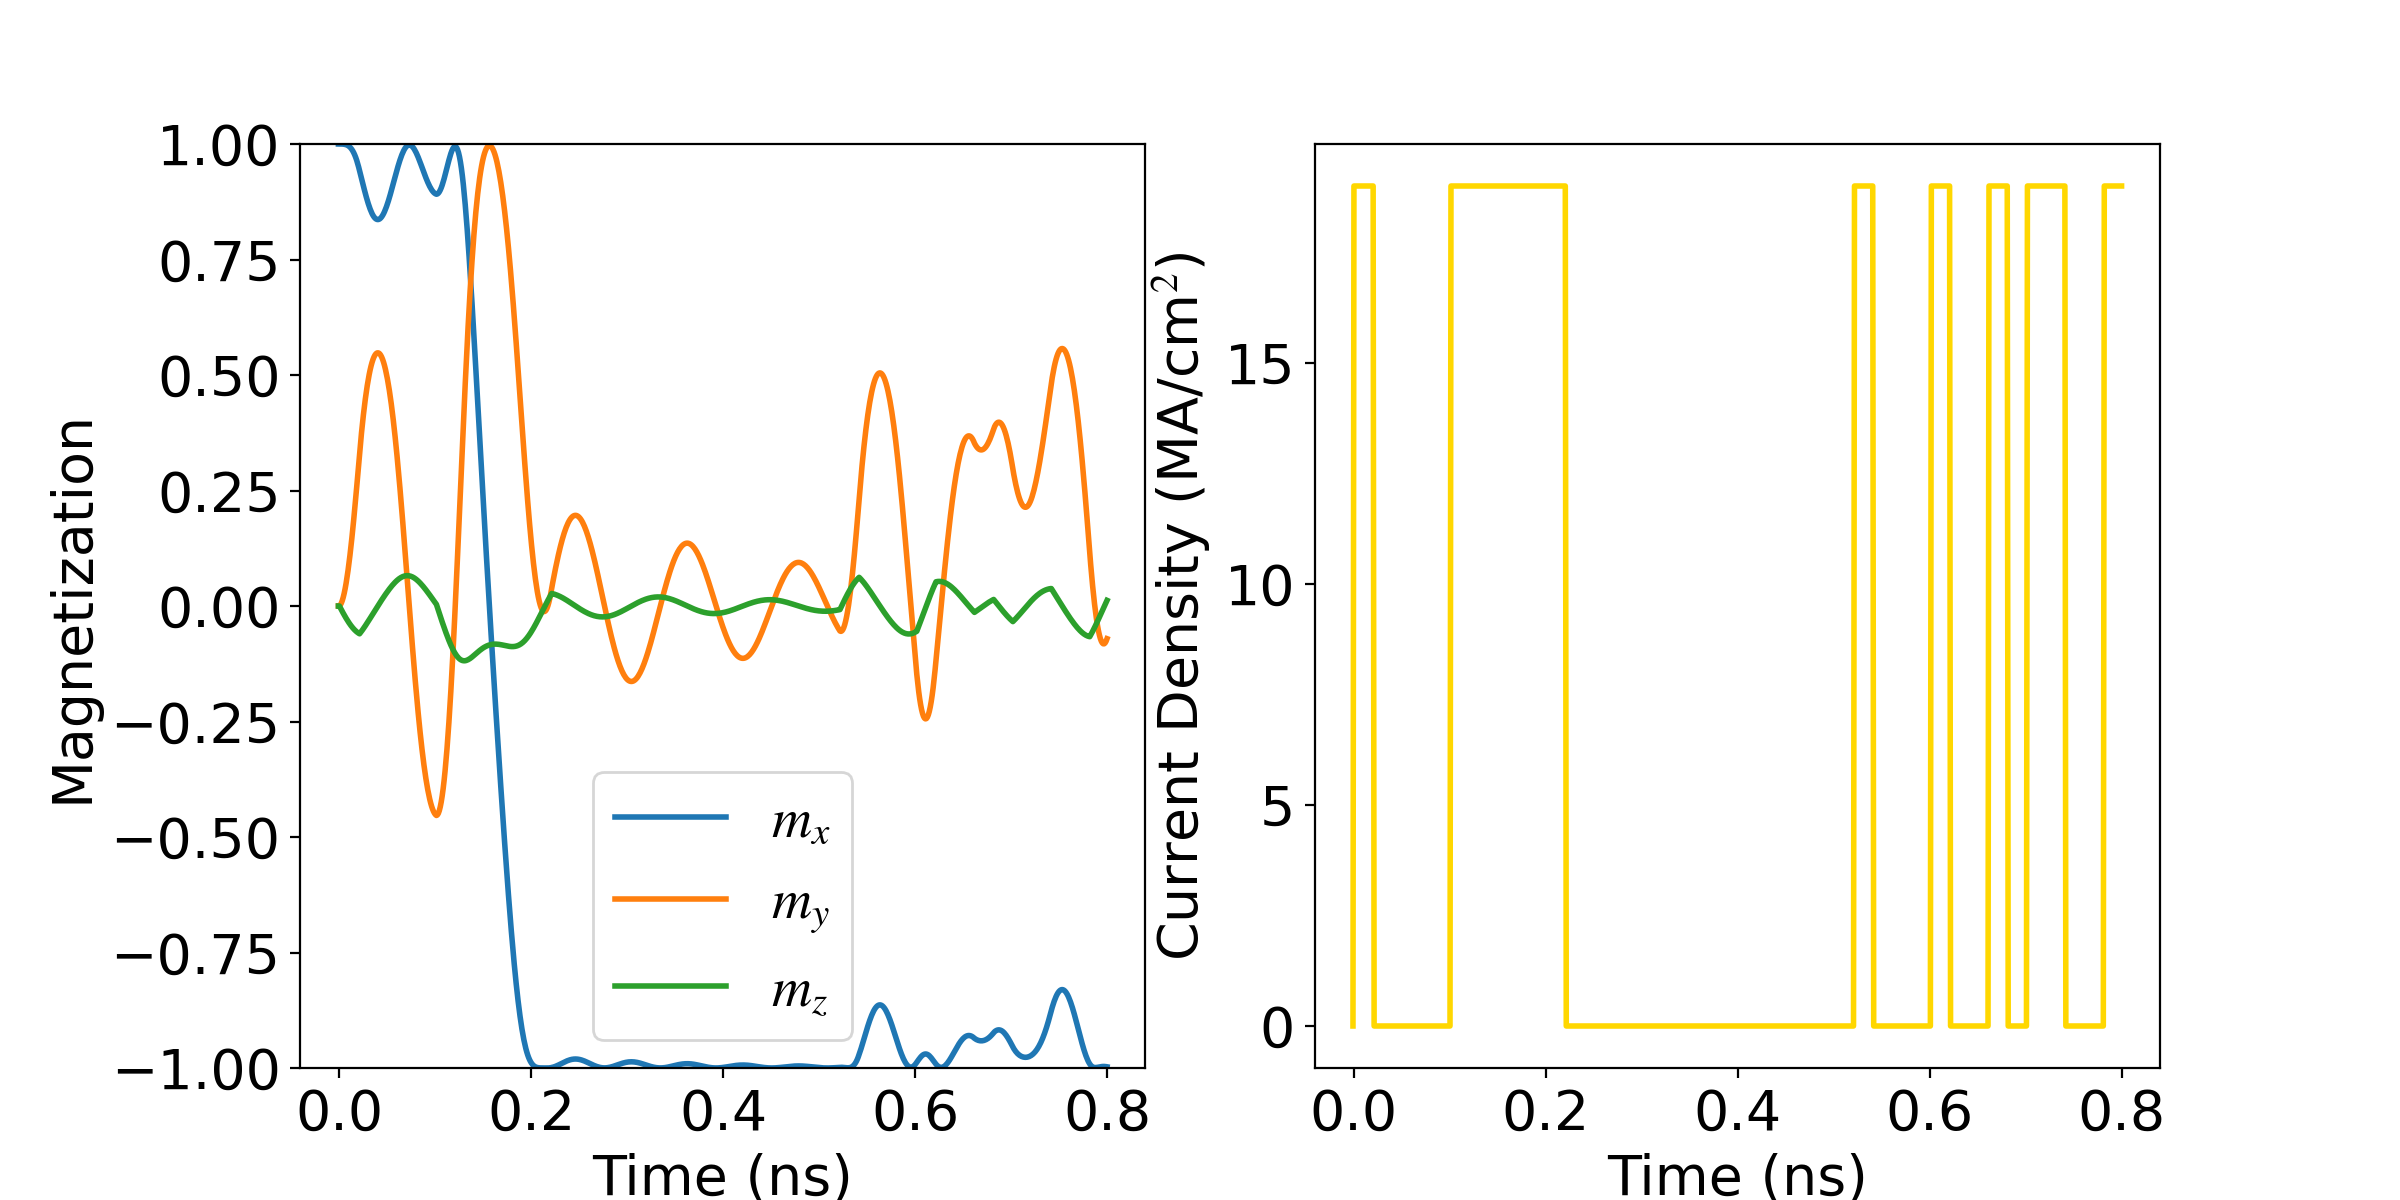 1.00
0.75
0.50
0.25
0.00
−0.25
−0.50
−0.75
−1.00
Magnetization
0.0 0.2 0.4 0.6 0.8
Time (ns)
m_x
m_y
m_z
15
10
5
0
Current Density (MA/cm²)
0.0 0.2 0.4 0.6 0.8
Time (ns)